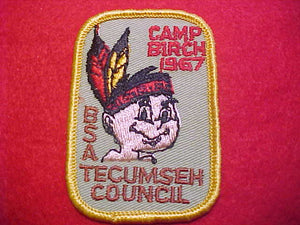 CAMP
BIRCH
1967
BSA
TECUMSEH
COUNCIL